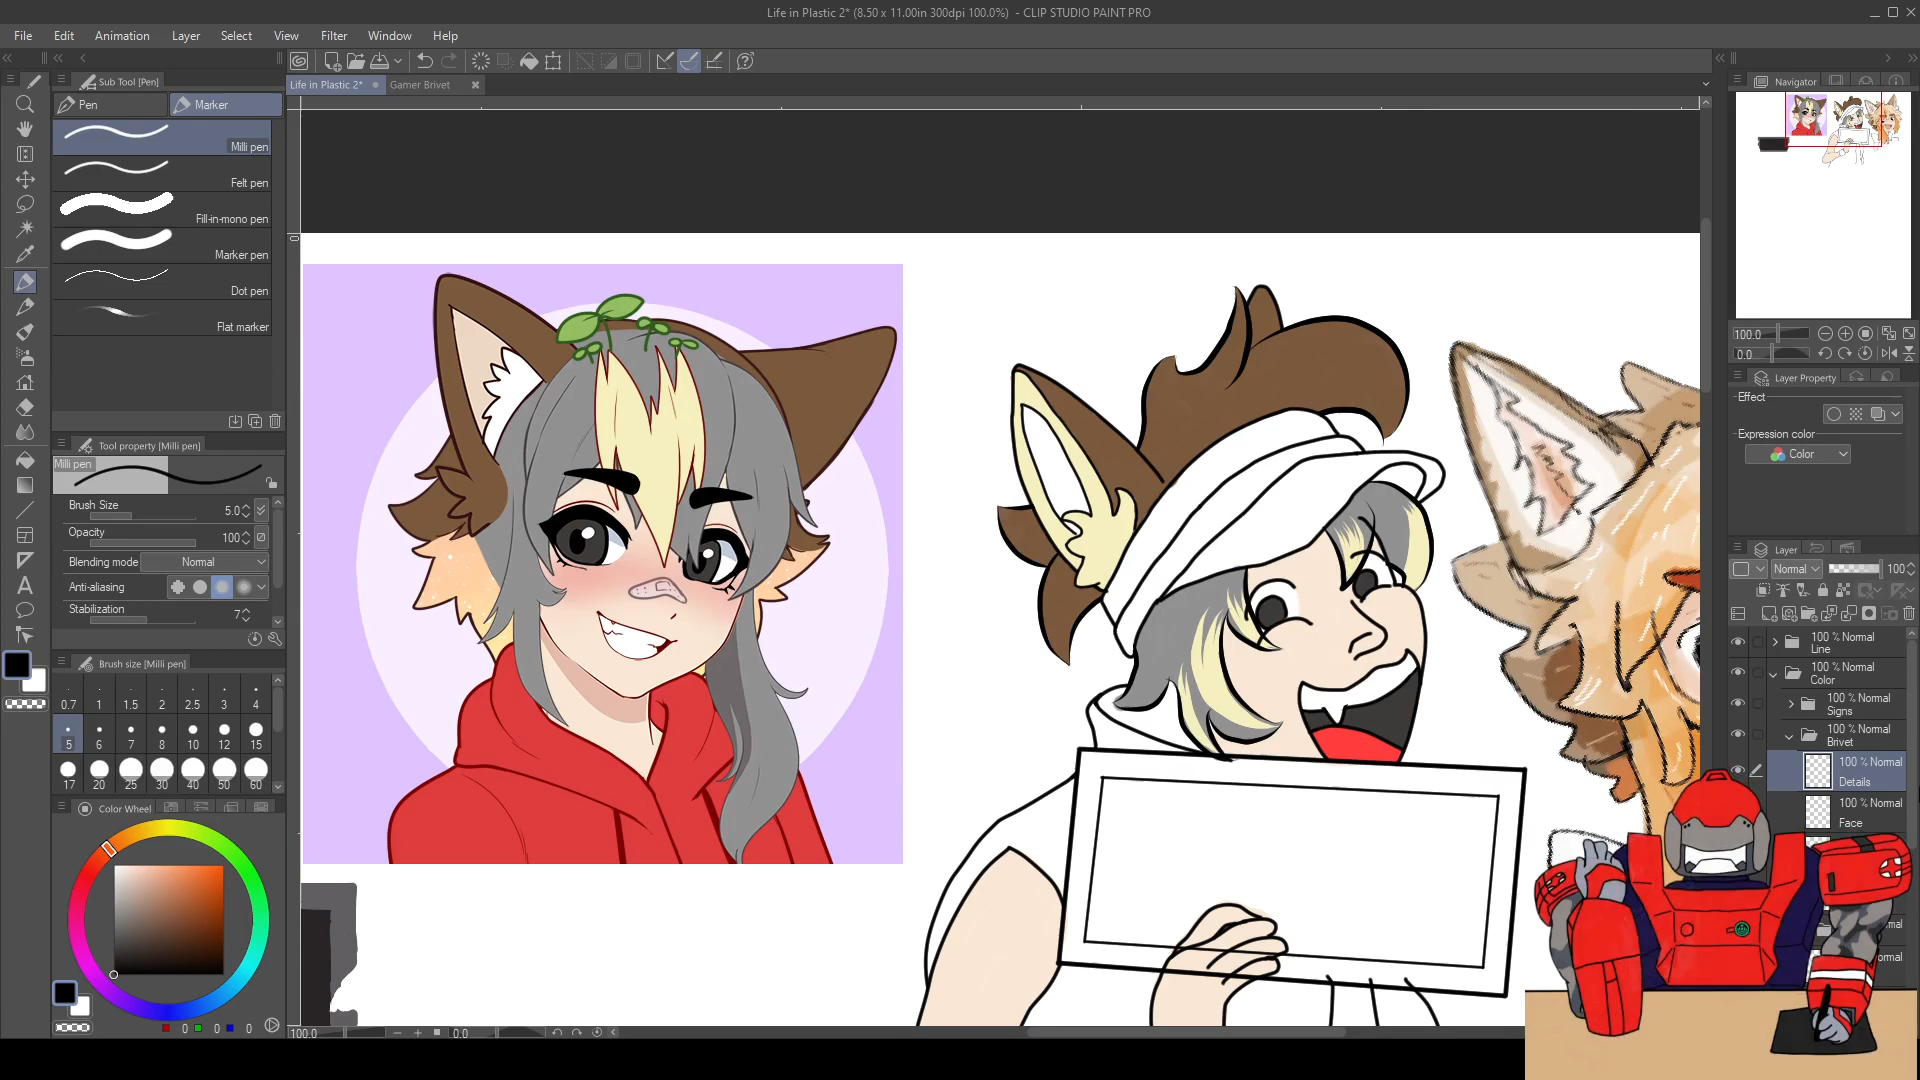 Life in Plastic 2* (8.50 x 11.00in 300dpi 100.0%) - CLIP STUDIO PAINT PRO
File Edit Animation Layer Select View Filter Window Help
Sub Tool [Pen]
Pen Marker
Milli pen
Felt pen
Fill-in-mono pen
Marker pen
Dot pen
Flat marker
Tool property [Milli pen]
Milli pen
Brush Size 5.0
Opacity 100
Blending mode Normal
Anti-aliasing
Stabilization 7
Brush size [Milli pen]
0.7 1 1.5 2 2.5 3 4
5 6 7 8 10 12 15
17 20 25 30 40 50 60
Color Wheel
0 0 0
Life in Plastic 2* Gamer Brivet
0
100.0 0.0
Navigator
100.0
0.0
Layer Property
Effect
Expression color
Color
Layer
Normal 100
100 % Normal
Line
100 % Normal
Color
100 % Normal
Signs
100 % Normal
Brivet
100 % Normal
Details
100 % Normal
Face